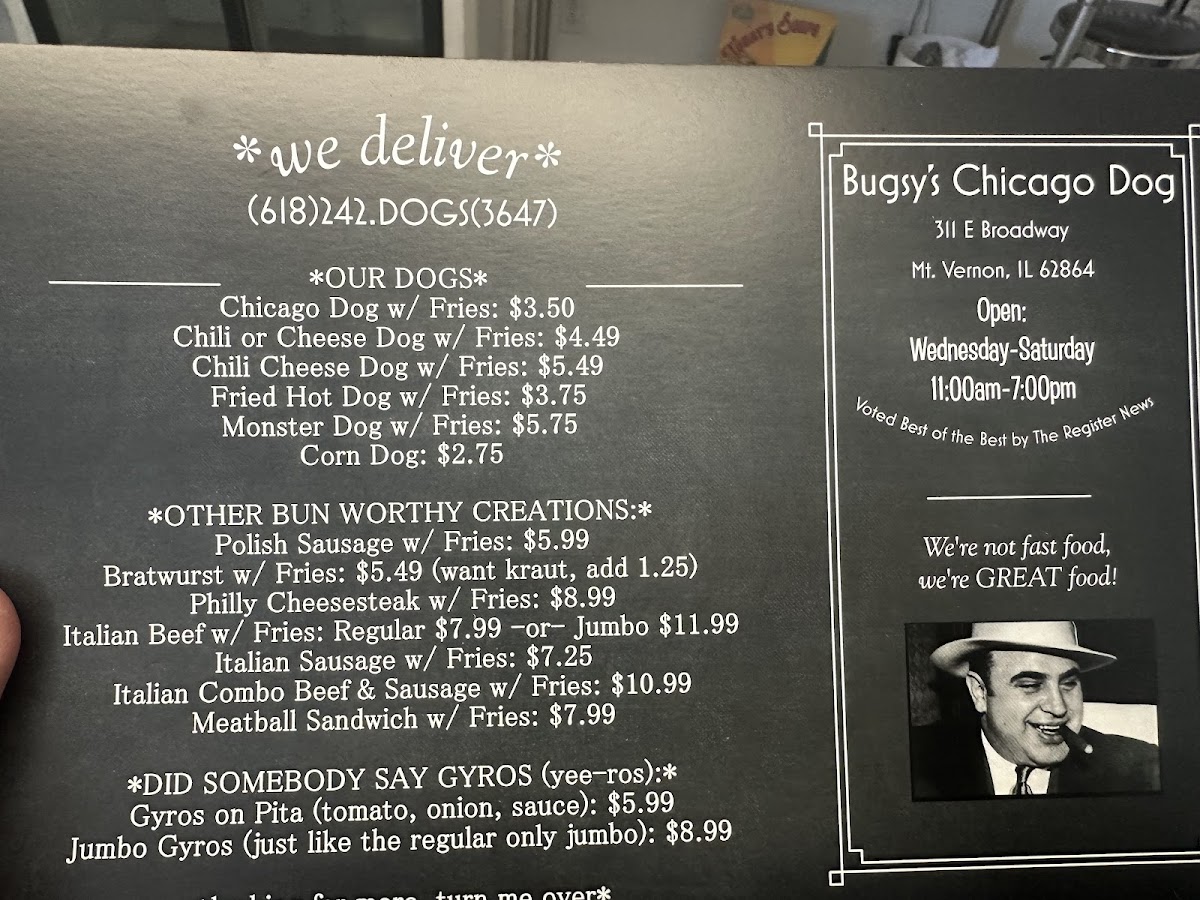 *we deliver*
(618)242.DOGS(3647)
*OUR DOGS*
Chicago Dog w/ Fries: $3.50
Chili or Cheese Dog w/ Fries: $4.49
Chili Cheese Dog w/ Fries: $5.49
Fried Hot Dog w/ Fries: $3.75
Monster Dog w/ Fries: $5.75
Corn Dog: $2.75
*OTHER BUN WORTHY CREATIONS:*
Polish Sausage w/ Fries: $5.99
Bratwurst w/ Fries: $5.49 (want kraut, add 1.25)
Philly Cheesesteak w/ Fries: $8.99
Italian Beef w/ Fries: Regular $7.99 -or- Jumbo $11.99
Italian Sausage w/ Fries: $7.25
Italian Combo Beef & Sausage w/ Fries: $10.99
Meatball Sandwich w/ Fries: $7.99
*DID SOMEBODY SAY GYROS (yee-ros):*
Gyros on Pita (tomato, onion, sauce): $5.99
Jumbo Gyros (just like the regular only jumbo): $8.99
for more, turn me over*
Bugsy's Chicago Dog
311 E Broadway
Mt. Vernon, IL 62864
Open:
Wednesday-Saturday
11:00am-7:00pm
Voted Best of the Best by The Register News
We're not fast food,
we're GREAT food!